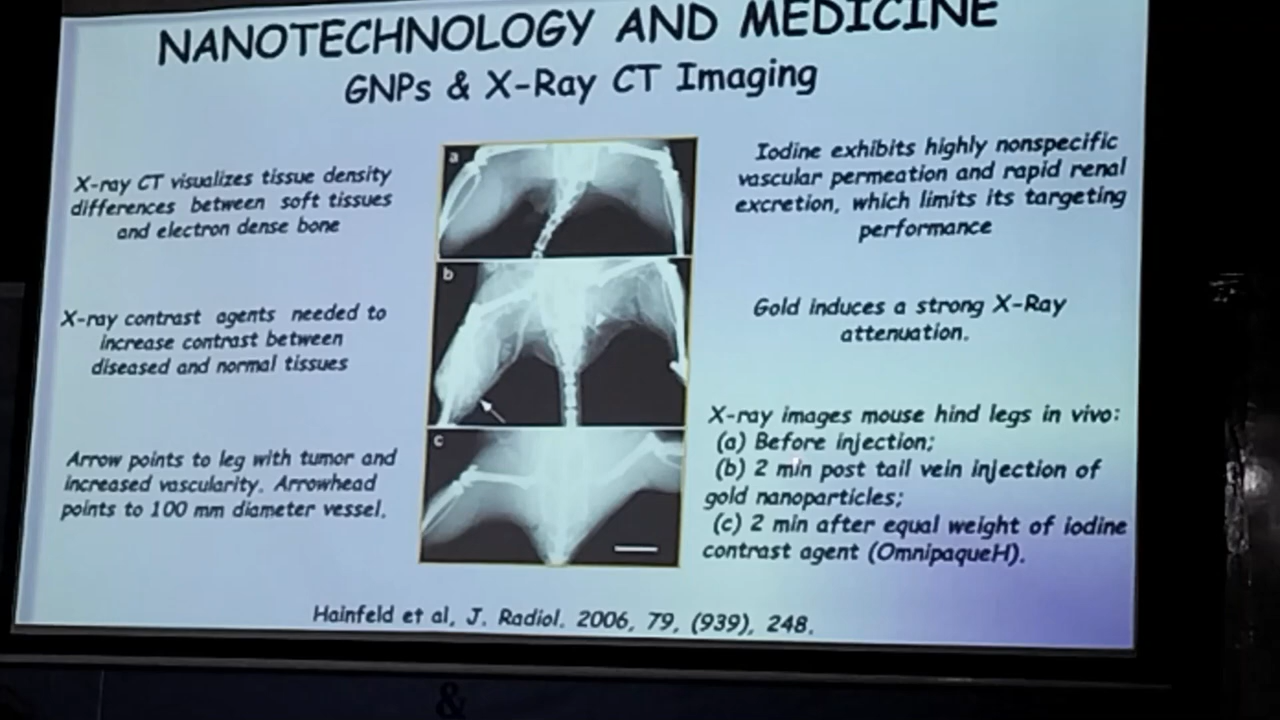 NANOTECHNOLOGY AND MEDICINE
GNPs & X-Ray CT Imaging
X-ray CT visualizes tissue density
differences between soft tissues
and electron dense bone
X-ray contrast agents needed to
increase contrast between
diseased and normal tissues
Arrow points to leg with tumor and
increased vascularity. Arrowhead
points to 100 mm diameter vessel.
a
b
c
Iodine exhibits highly nonspecific
vascular permeation and rapid renal
excretion, which limits its targeting
performance
Gold induces a strong X-Ray
attenuation.
X-ray images mouse hind legs in vivo:
(a) Before injection;
(b) 2 min post tail vein injection of
gold nanoparticles;
(c) 2 min after equal weight of iodine
contrast agent (OmnipaqueH).
Hainfeld et al, J. Radiol. 2006, 79, (939), 248.
&